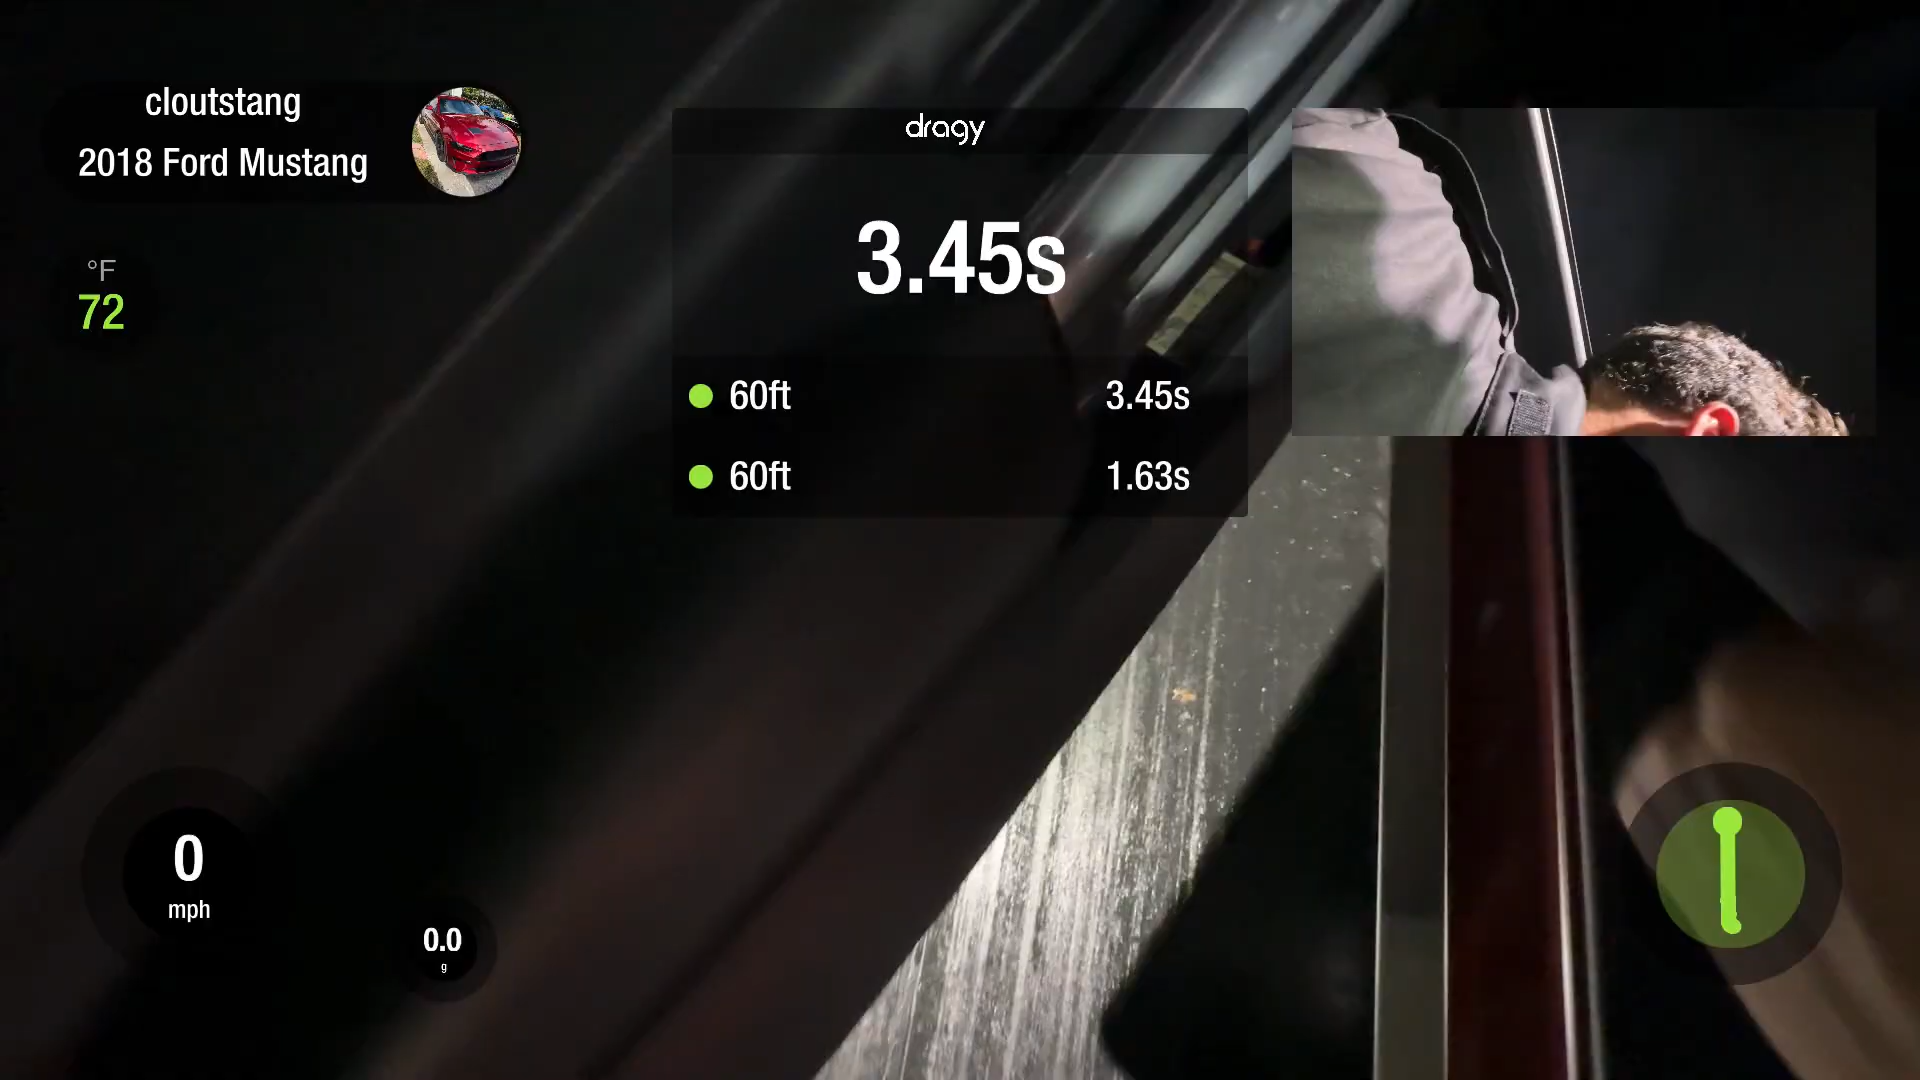 cloutstang
2018 Ford Mustang
°F
72
dragy
3.45s
60ft 3.45s
60ft 1.63s
0
mph
0.0
g